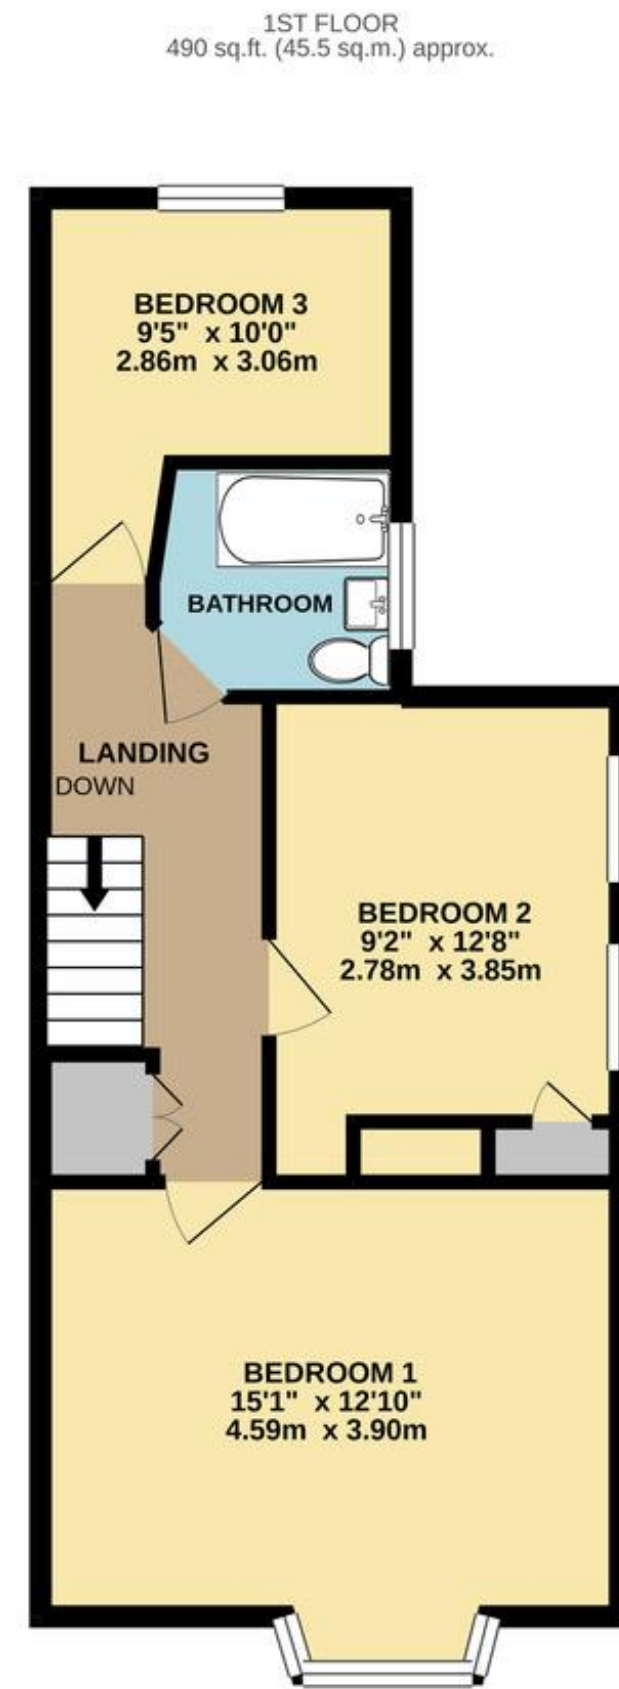 1ST FLOOR
490 sq.ft. (45.5 sq.m.) approx.
BEDROOM 3
9'5" x 10'0"
2.86m x 3.06m
BATHROOM
LANDING
DOWN
BEDROOM 2
9'2" x 12'8"
2.78m x 3.85m
BEDROOM 1
15'1" x 12'10"
4.59m x 3.90m